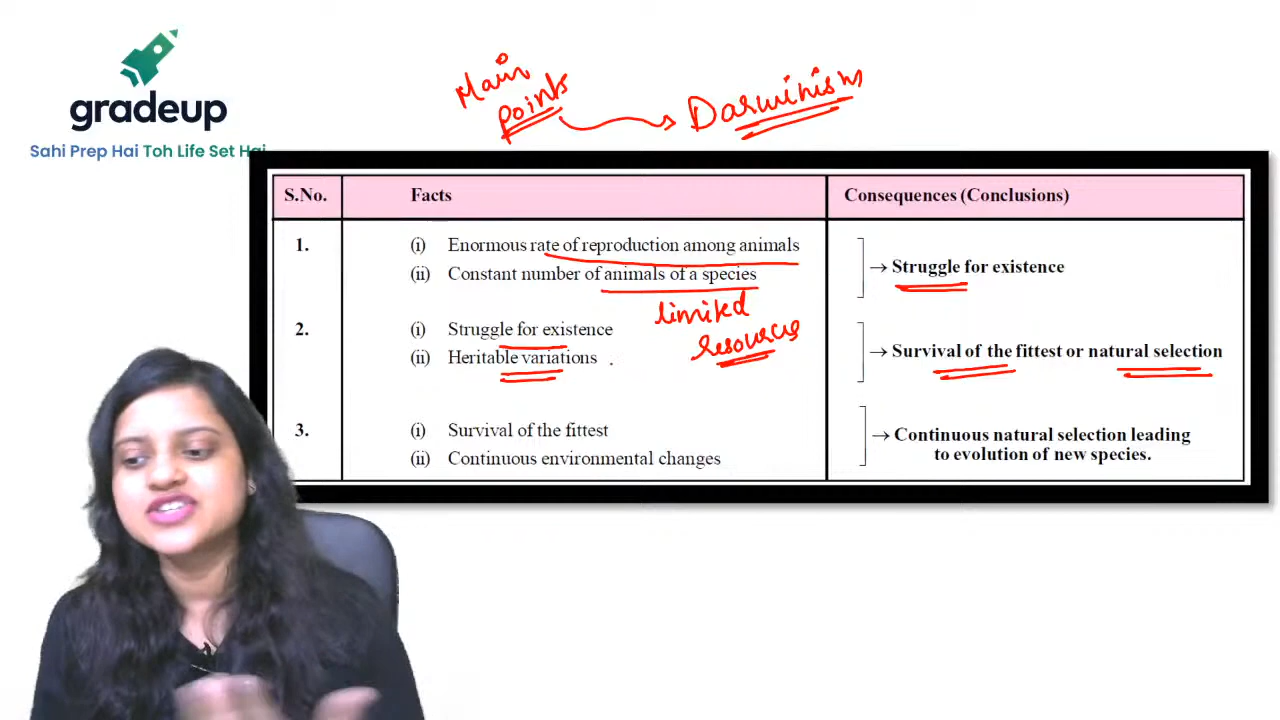 gradeup
Sahi Prep Hai Toh Life Set Hai
Main
points
Darwinism
S.No. Facts Consequences (Conclusions)
1. (i) Enormous rate of reproduction among animals
(ii) Constant number of animals of a species
→ Struggle for existence
limited
resources
2. (i) Struggle for existence
(ii) Heritable variations
→ Survival of the fittest or natural selection
3. (i) Survival of the fittest
(ii) Continuous environmental changes
→ Continuous natural selection leading
to evolution of new species.